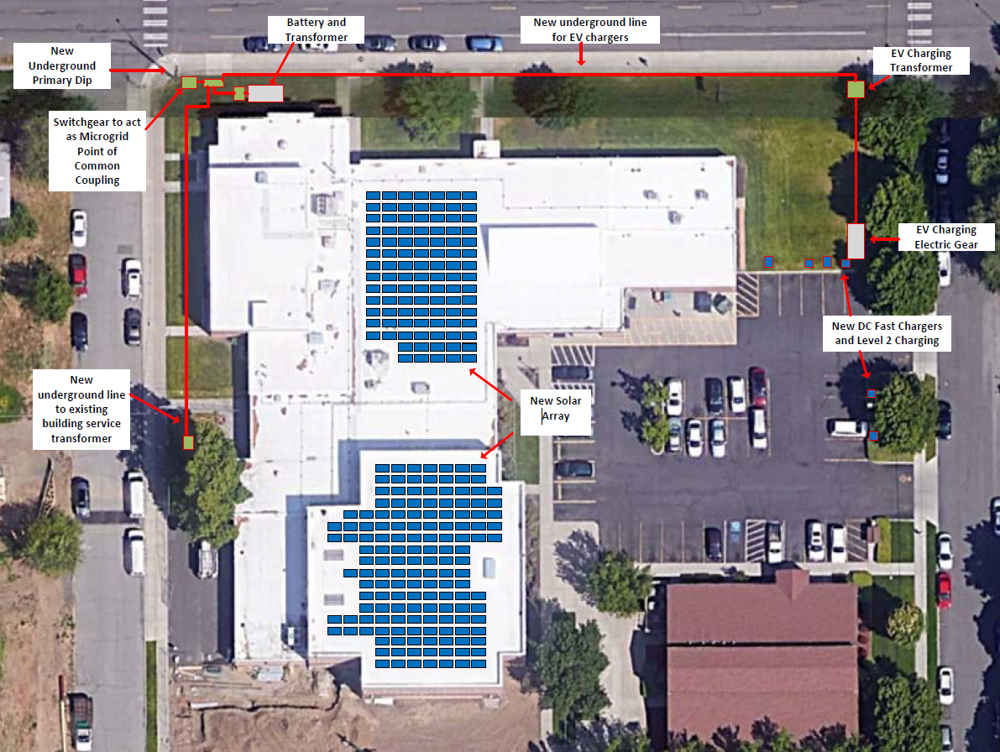 Battery and
Transformer
New underground line
for EV chargers
New
Underground
Primary Dip
EV Charging
Transformer
Switchgear to act
as Microgrid
Point of
Common
Coupling
EV Charging
Electric Gear
New DC Fast Chargers
and Level 2 Charging
New
underground line
to existing
building service
transformer
New Solar
Array